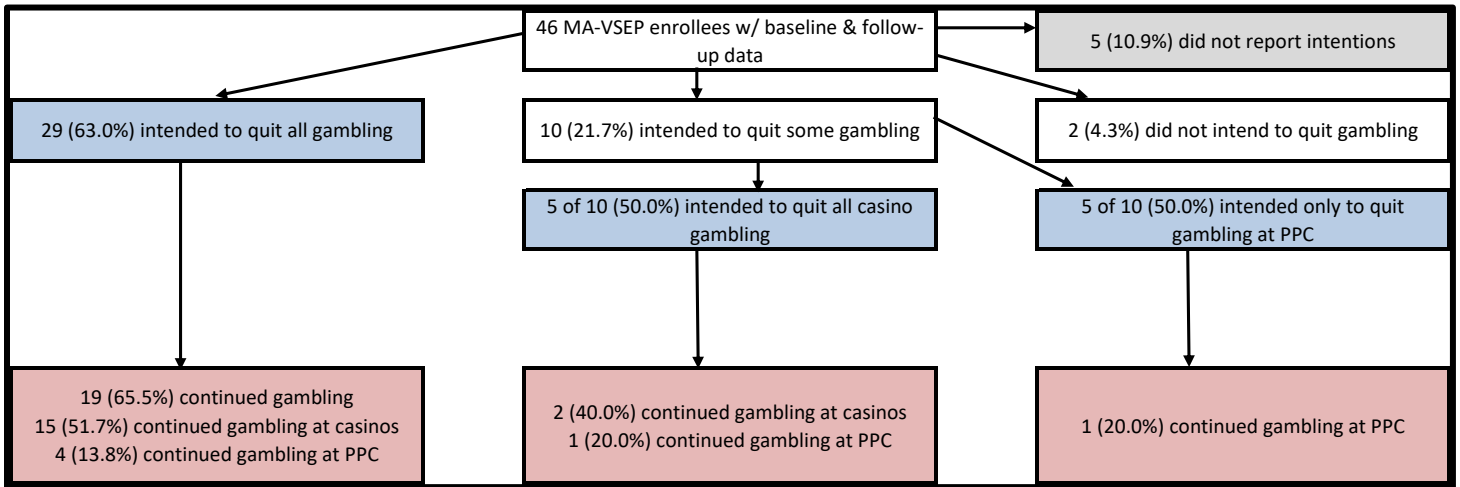 46 MA-VSEP enrollees w/ baseline & follow-
up data
5 (10.9%) did not report intentions
29 (63.0%) intended to quit all gambling
10 (21.7%) intended to quit some gambling
2 (4.3%) did not intend to quit gambling
5 of 10 (50.0%) intended to quit all casino
gambling
5 of 10 (50.0%) intended only to quit
gambling at PPC
19 (65.5%) continued gambling
15 (51.7%) continued gambling at casinos
4 (13.8%) continued gambling at PPC
2 (40.0%) continued gambling at casinos
1 (20.0%) continued gambling at PPC
1 (20.0%) continued gambling at PPC